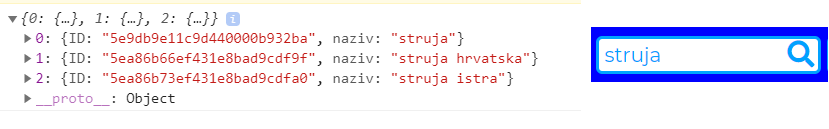 ▼{0: {…}, 1: {…}, 2: {…}} i
▶0: {ID: "5e9db9e11c9d440000b932ba", naziv: "struja"}
▶1: {ID: "5ea86b66ef431e8bad9cdf9f", naziv: "struja hrvatska"}
▶2: {ID: "5ea86b73ef431e8bad9cdfa0", naziv: "struja istra"}
▶__proto__: Object
struja